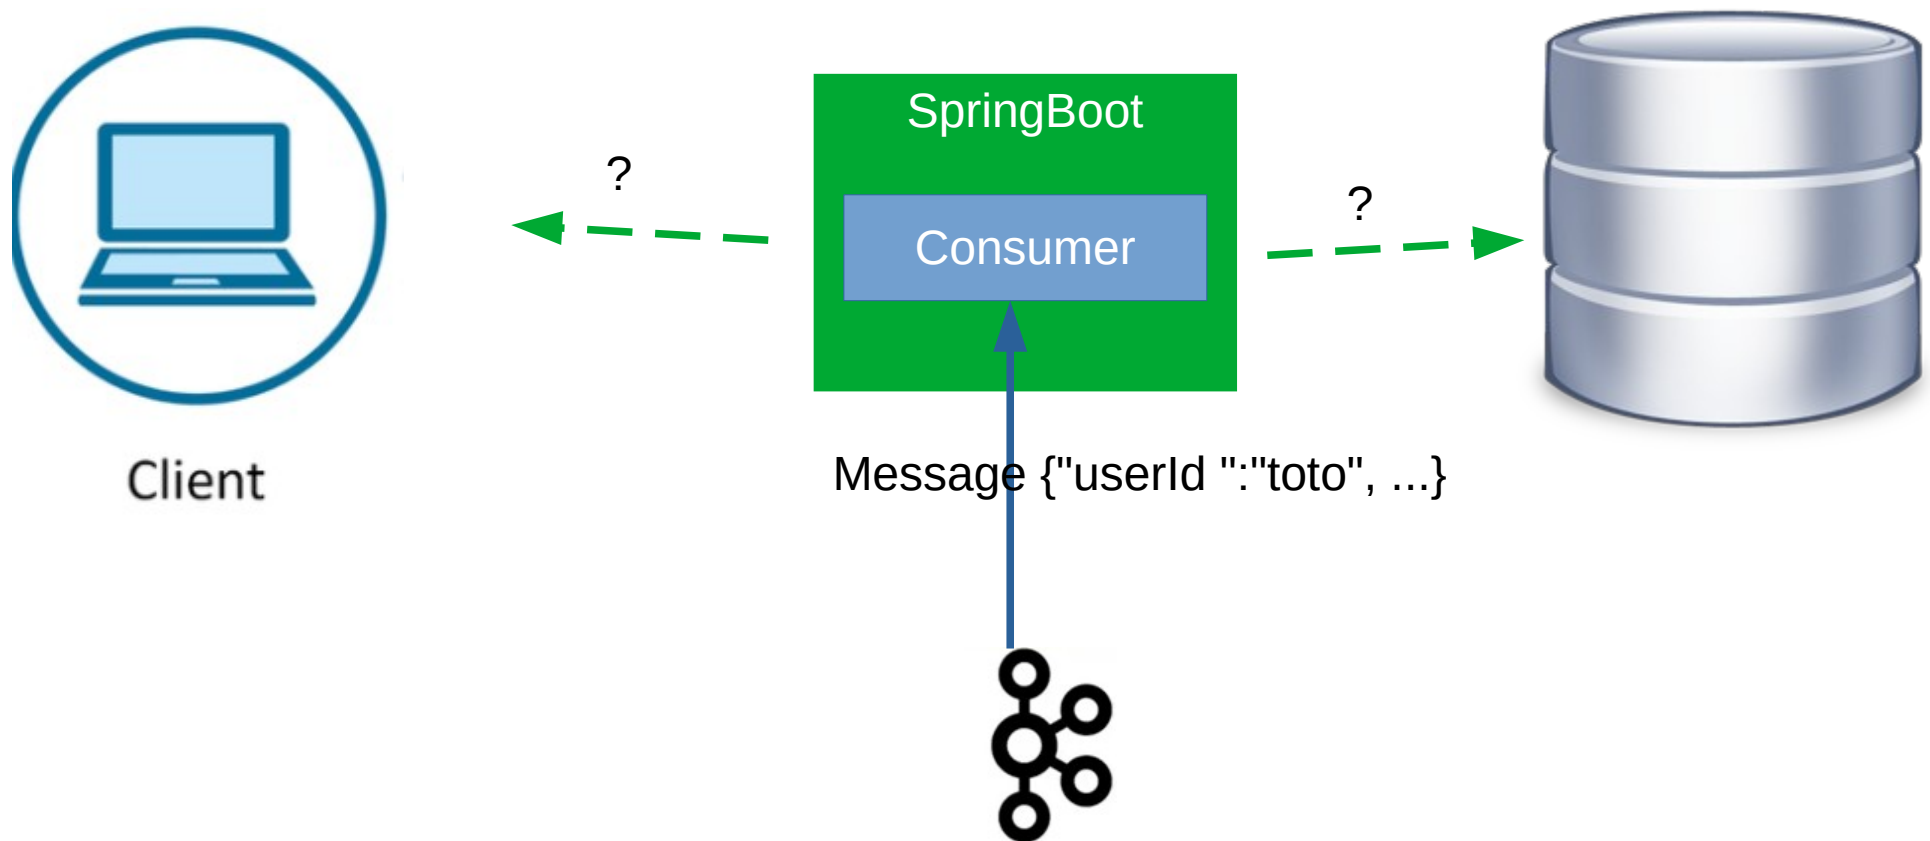 SpringBoot
?
?
Consumer
Message {"userId ":"toto", ...}
Client